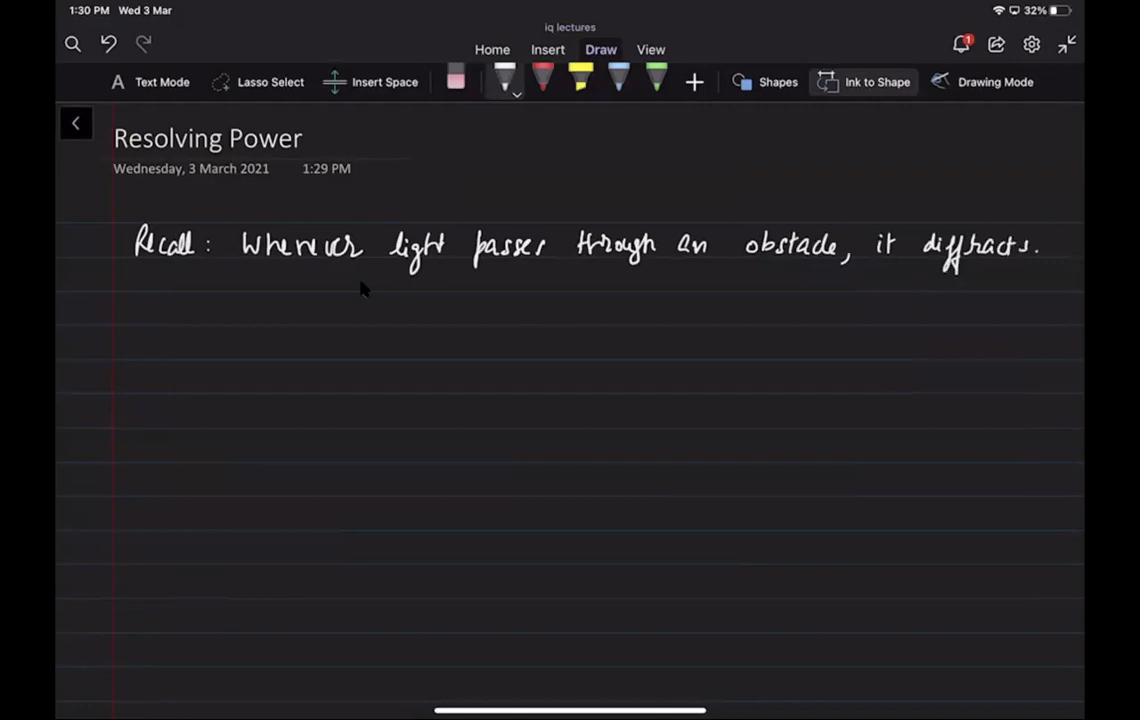 1:30 PM Wed 3 Mar
32%
iq lectures
Home Insert Draw View
1
Text Mode Lasso Select Insert Space Shapes Ink to Shape Drawing Mode
Resolving Power
Wednesday, 3 March 2021 1:29 PM
Recall: Whenever light passes through an obstacle, it diffracts.